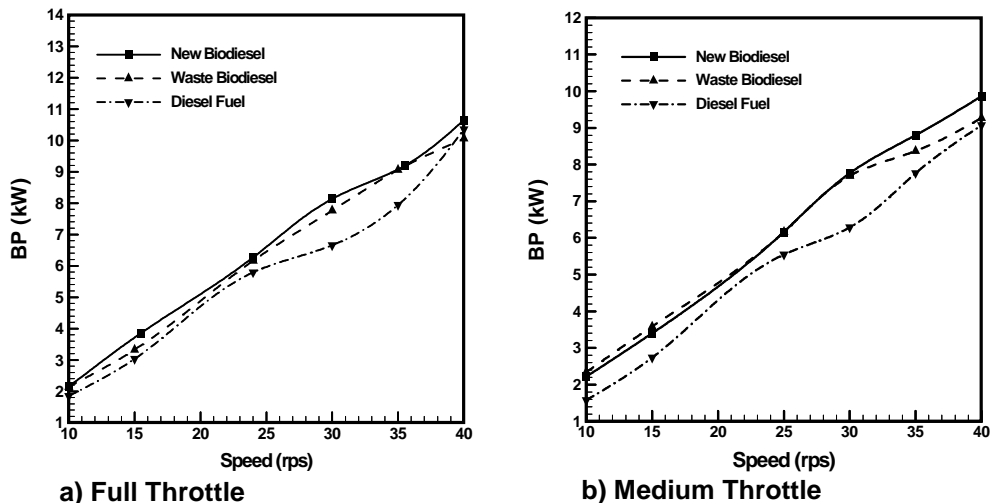 14
13
12
11
10
9
8
7
6
5
4
3
2
1
BP (kW)
New Biodiesel
Waste Biodiesel
Diesel Fuel
10 15 20 25 30 35 40
Speed (rps)
a) Full Throttle
12
11
10
9
8
7
6
5
4
3
2
1
BP (kW)
New Biodiesel
Waste Biodiesel
Diesel Fuel
10 15 20 25 30 35 40
Speed (rps)
b) Medium Throttle